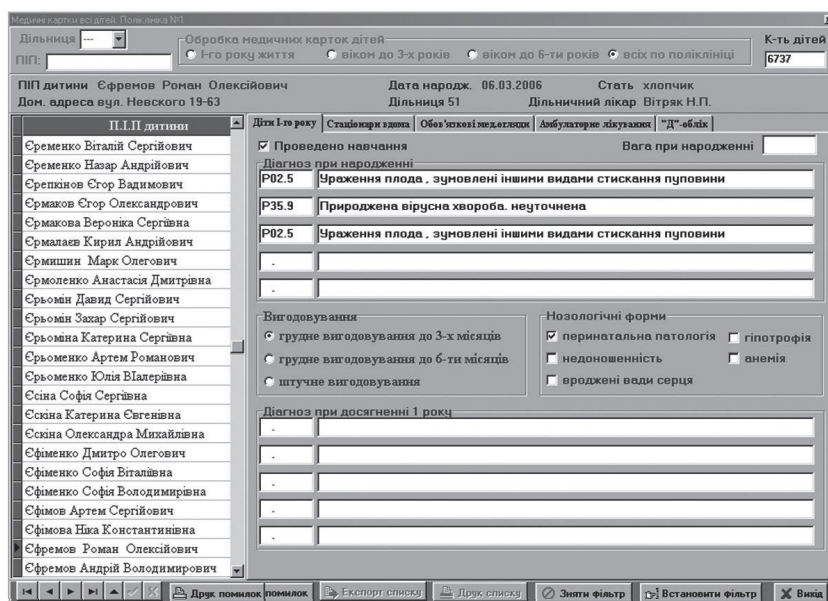 Медичні картки всі дітей. Поліклініка №1
Дільниця ---
Обробка медичних карток дітей
К-ть дітей
І-го року життя віком до 3-х років віком до 6-ти років всіх по поліклініці
ПІП:
6737
ПІП дитини Єфремов Роман Олексійович Дата народж. 06.03.2006 Стать хлопчик
Дом. адреса вул. Невского 19-63 Дільниця 51 Дільничний лікар Вітряк Н.П.
П.І.П дитини
Єременко Віталій Сергійович
Єременко Назар Андрійович
Єрепкінов Єгор Вадимович
Єрмаков Єгор Олександрович
Єрмакова Вероніка Сергіївна
Єрмалаєв Кирил Андрійович
Єрмишин Марк Олегович
Єрмоленко Анастасія Дмитрівна
Єрьомін Давид Сергійович
Єрьомін Захар Сергійович
Єрьоміна Катерина Сергіївна
Єрьоменко Артем Романович
Єрьоменко Юлія ВІалеріївна
Єсіна Софія Сергіївна
Єскіна Катерина Євгенівна
Єскіна Олександра Михайлівна
Єфіменко Дмитро Олегович
Єфіменко Софія Віталіївна
Єфіменко Софія Володимирівна
Єфімов Артем Сергійович
Єфімова Ніка Константинівна
Єфремов Роман Олексійович
Єфремов Андрій Володимирович
Діти І-го року Стаціонари вдома Обов'язкові мед.огляди Амбулаторне лікування "Д"-облік
Проведено навчання Вага при народженні
Діагноз при народженні
P02.5 Ураження плода , зумовлені іншими видами стискання пуповини
P35.9 Природжена вірусна хвороба. неуточнена
P02.5 Ураження плода , зумовлені іншими видами стискання пуповини
.
.
Вигодовування
грудне вигодовування до 3-х місяців
грудне вигодовування до 6-ти місяців
штучне вигодовування
Нозологічні форми
перинатальна патологія гіпотрофія
недоношенність анемія
вроджені вади серця
Діагноз при досягненні 1 року
.
.
.
.
.
Друк помилок помилок Експорт списку Друк списку Зняти фільтр Встановити фільтр Вихід